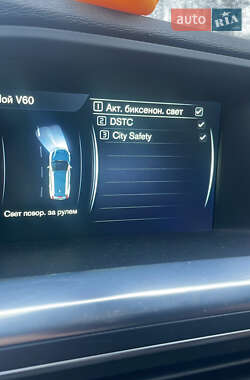 AUTO RIA
Мой V60
1 Акт. биксенон. свет
2 DSTC
3 City Safety
Свет повор. за рулем